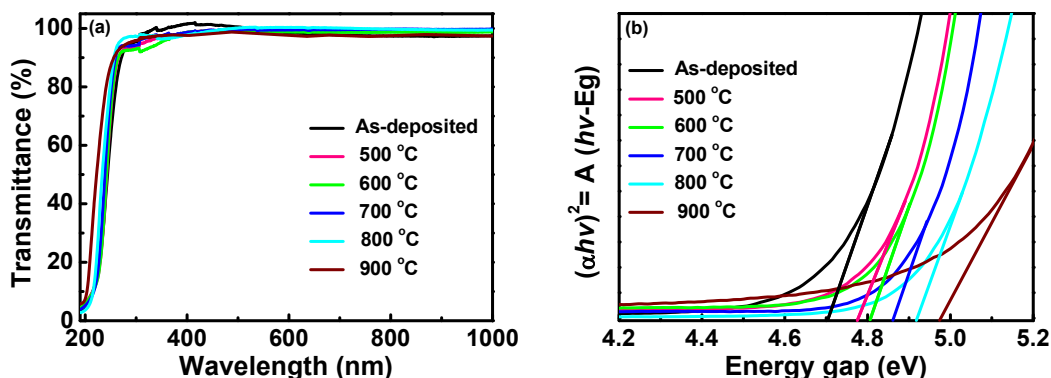 (a)
Transmittance (%)
100
80
60
40
20
0
As-deposited
500 °C
600 °C
700 °C
800 °C
900 °C
200 400 600 800 1000
Wavelength (nm)
(b)
(αhν)²= A (hν-Eg)
As-deposited
500 °C
600 °C
700 °C
800 °C
900 °C
4.2 4.4 4.6 4.8 5.0 5.2
Energy gap (eV)